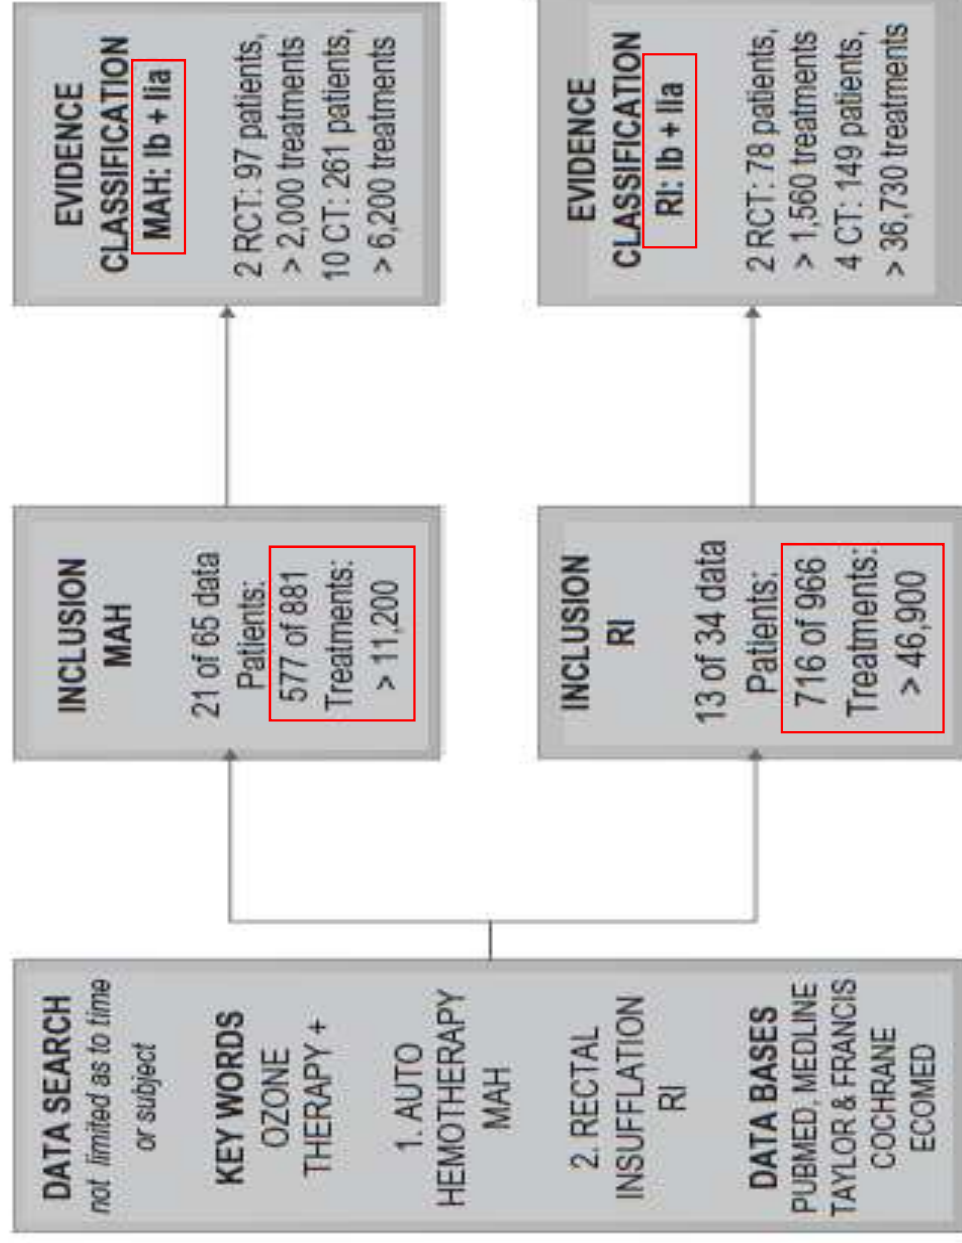 DATA SEARCH
not limited as to time
or subject
KEY WORDS
OZONE
THERAPY +
1. AUTO
HEMOTHERAPY
MAH
2. RECTAL
INSUFFLATION
RI
DATA BASES
PUBMED, MEDLINE
TAYLOR & FRANCIS
COCHRANE
ECOMED
INCLUSION
MAH
21 of 65 data
Patients:
577 of 881
Treatments:
> 11,200
EVIDENCE
CLASSIFICATION
MAH: Ib + IIa
2 RCT: 97 patients,
> 2,000 treatments
10 CT: 261 patients,
> 6,200 treatments
INCLUSION
RI
13 of 34 data
Patients:
716 of 966
Treatments:
> 46,900
EVIDENCE
CLASSIFICATION
RI: Ib + IIa
2 RCT: 78 patients,
> 1,560 treatments
4 CT: 149 patients,
> 36,730 treatments